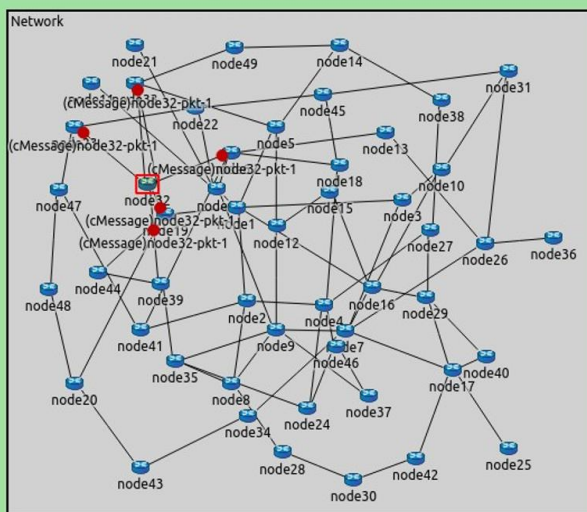 Network
node21
node49
node14
node31
node45
node38
(cMessage)node32-pkt-1
node22
node5
node13
(cMessage)node32-pkt-1
(cMessage)node32-pkt-1
node18
node10
node47
node32
node15
node3
(cMessage)node32-pkt-1
node19
(cMessage)node32-pkt-1
node12
node27
node26
node36
node44
node39
node48
node2
node4
node16
node29
node41
node9
node7
node46
node35
node17
node40
node20
node8
node37
node34
node24
node25
node28
node42
node43
node30